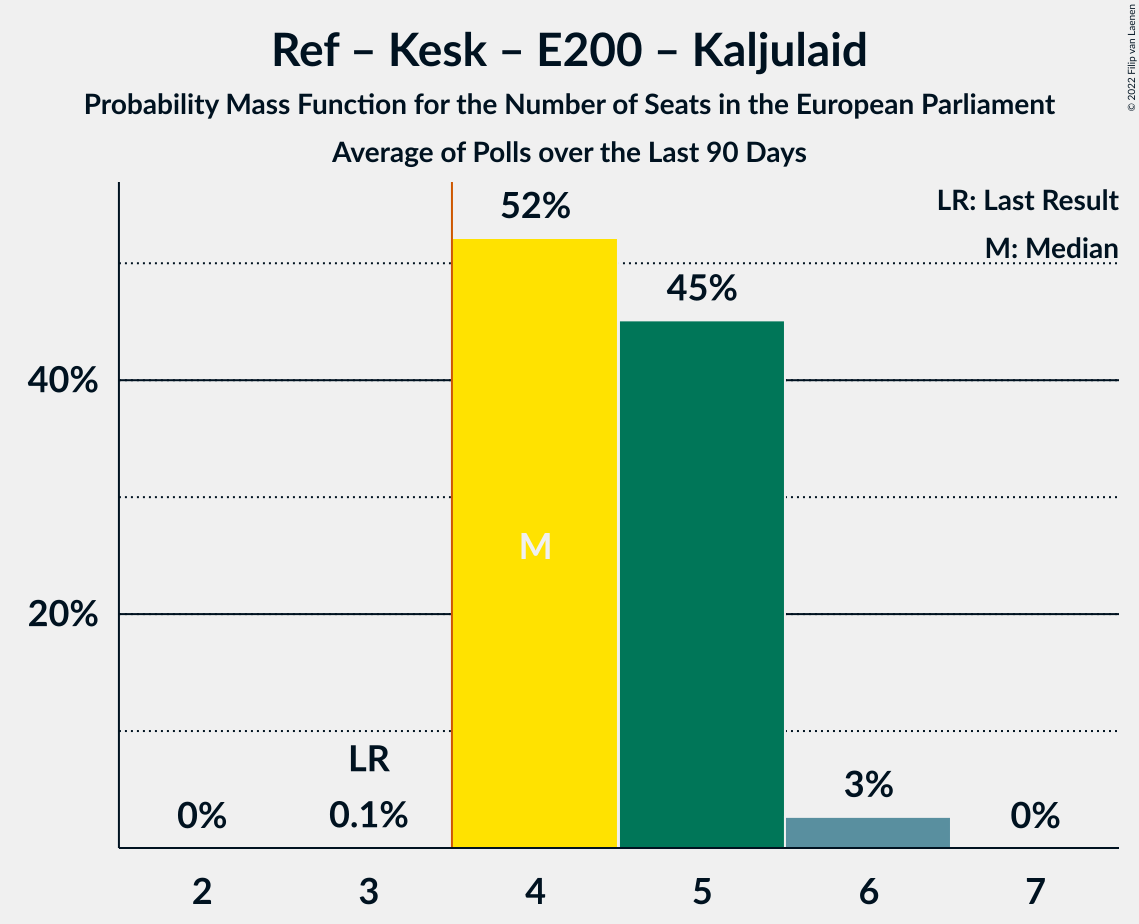 Ref – Kesk – E200 – Kaljulaid
Probability Mass Function for the Number of Seats in the European Parliament
Average of Polls over the Last 90 Days
© 2022 Filip van Laenen
LR: Last Result
M: Median
52%
45%
40%
M
20%
LR
0%
0.1%
3%
0%
2 3 4 5 6 7